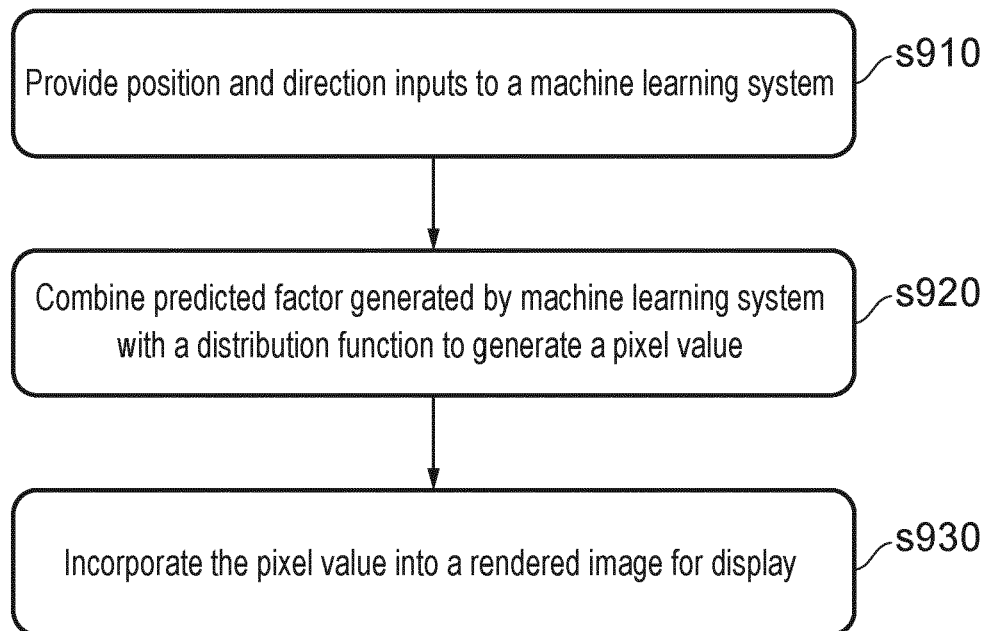 Provide position and direction inputs to a machine learning system
s910
Combine predicted factor generated by machine learning system
with a distribution function to generate a pixel value
s920
Incorporate the pixel value into a rendered image for display
s930